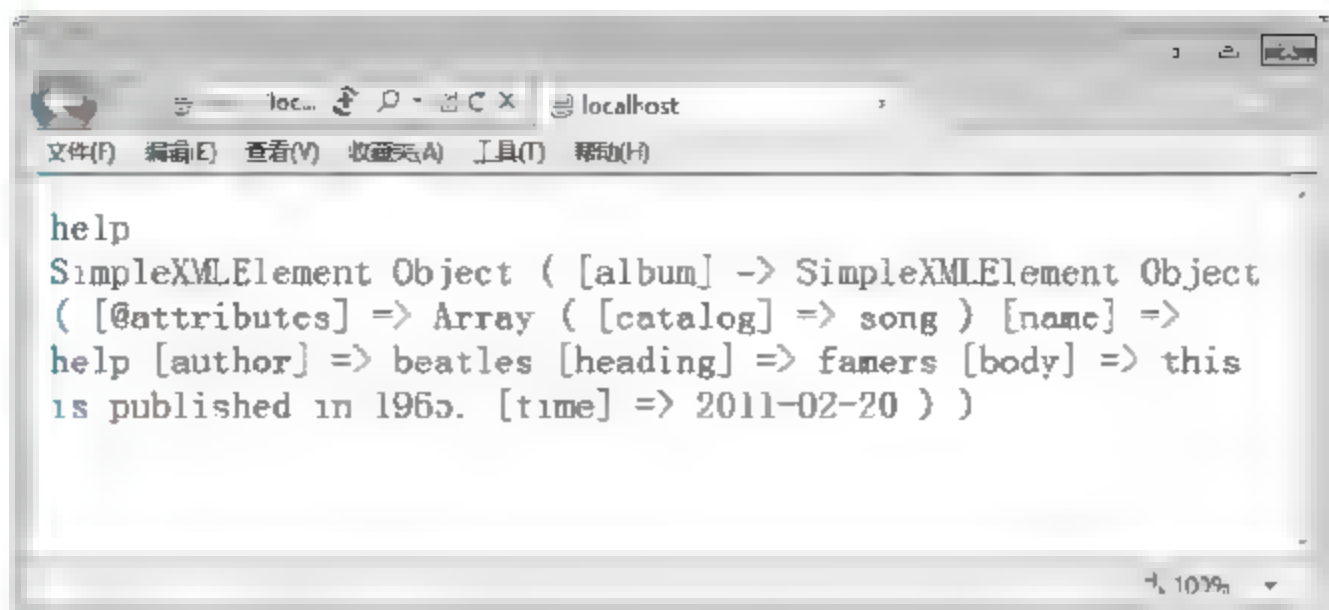 loc... localhost
文件(F) 编辑(E) 查看(V) 收藏夹(A) 工具(T) 帮助(H)
help
SimpleXMLElement Object ( [album] => SimpleXMLElement Object
( [@attributes] => Array ( [catalog] => song ) [name] =>
help [author] => beatles [heading] => famers [body] => this
is published in 1965. [time] => 2011-02-20 ) )
100%